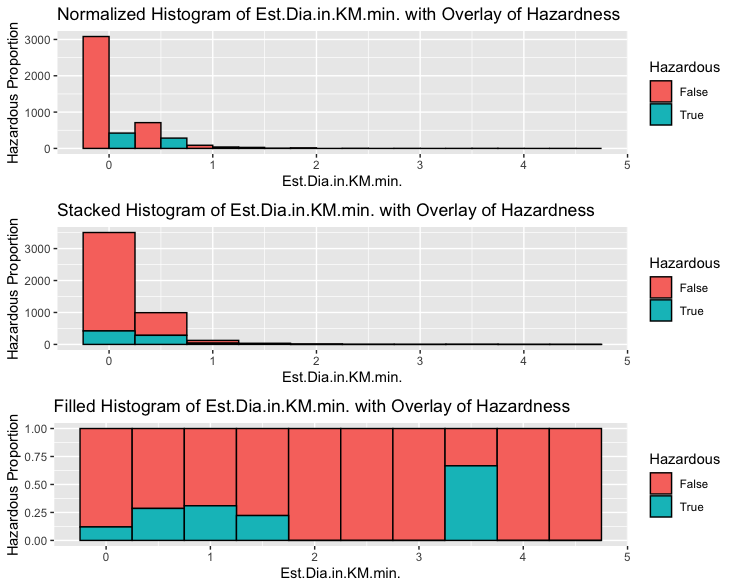 Normalized Histogram of Est.Dia.in.KM.min. with Overlay of Hazardness
Hazardous Proportion
3000
2000
1000
0
0 1 2 3 4 5
Est.Dia.in.KM.min.
Hazardous
False
True
Stacked Histogram of Est.Dia.in.KM.min. with Overlay of Hazardness
Hazardous Proportion
3000
2000
1000
0
0 1 2 3 4 5
Est.Dia.in.KM.min.
Hazardous
False
True
Filled Histogram of Est.Dia.in.KM.min. with Overlay of Hazardness
Hazardous Proportion
1.00
0.75
0.50
0.25
0.00
0 1 2 3 4 5
Est.Dia.in.KM.min.
Hazardous
False
True